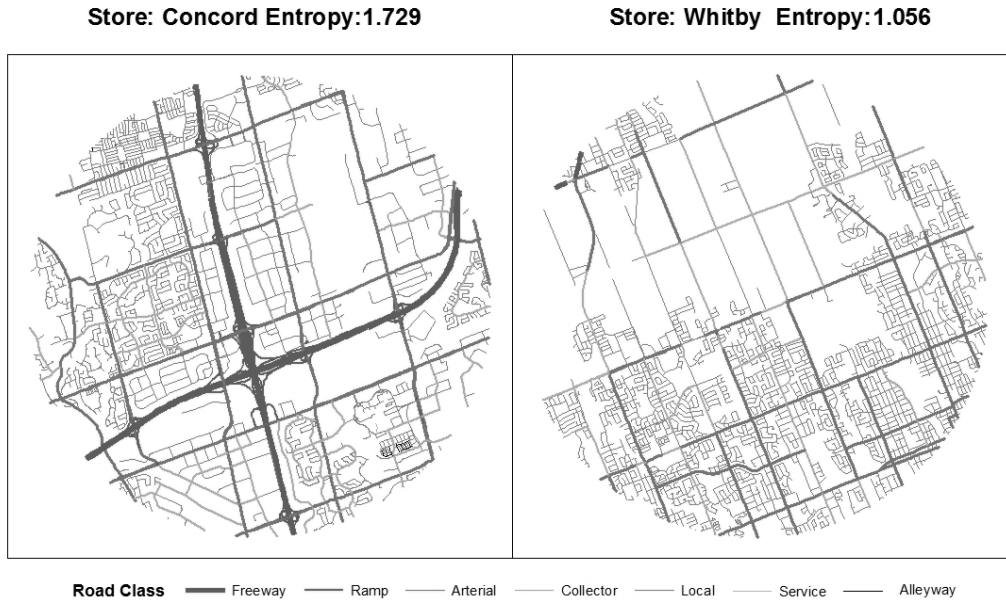 Store: Concord Entropy:1.729
Store: Whitby Entropy:1.056
Road Class Freeway Ramp Arterial Collector Local Service Alleyway